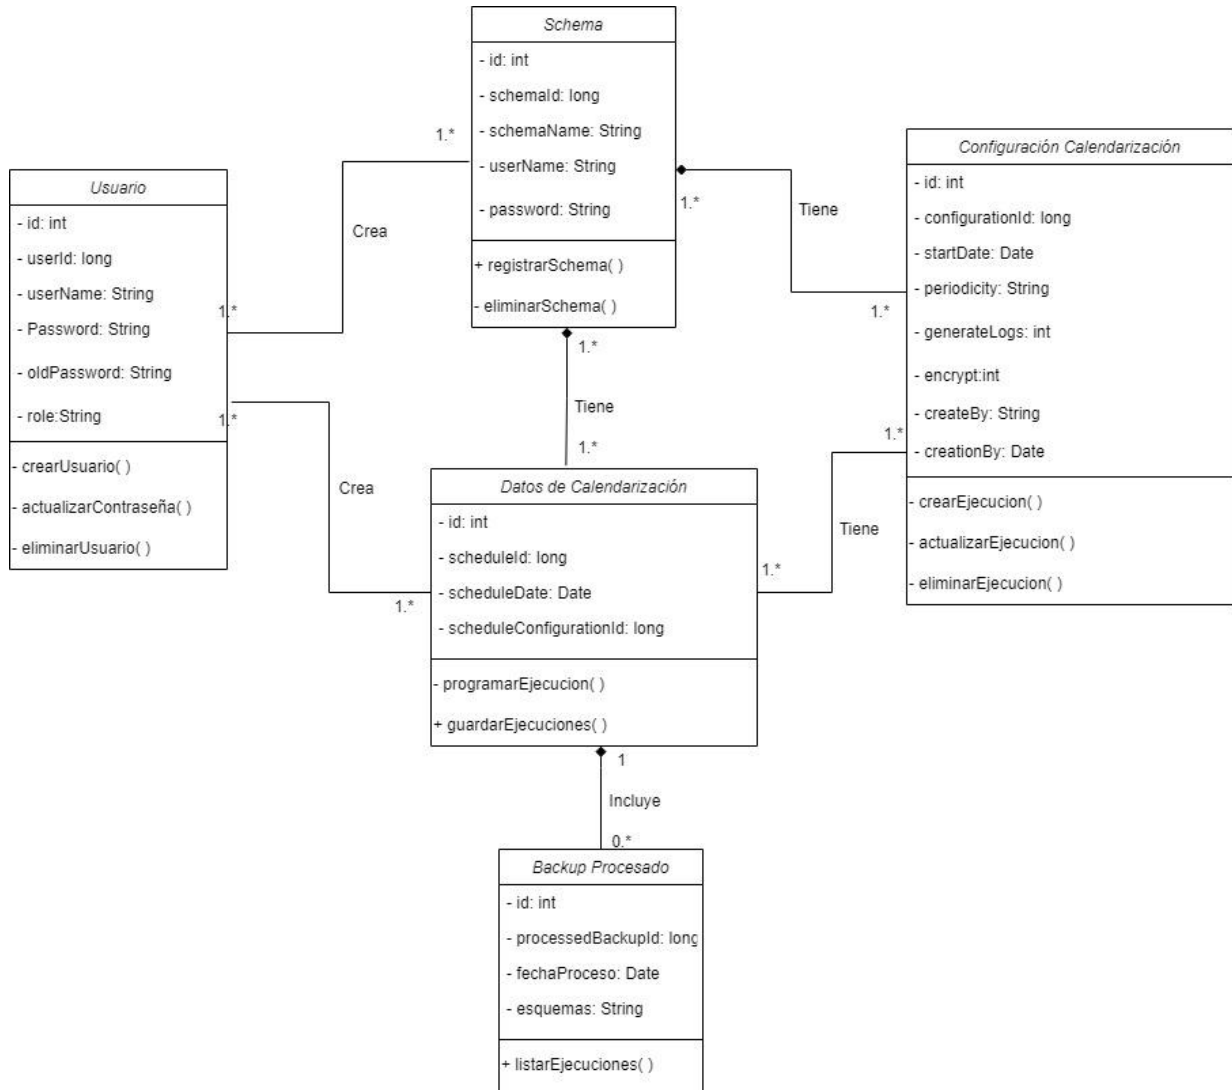 Schema
- id: int
- schemaId: long
- schemaName: String
- userName: String
- password: String
+ registrarSchema( )
- eliminarSchema( )
1.*
1.*
1.*
Crea
Tiene
Usuario
- id: int
- userId: long
- userName: String
- Password: String
- oldPassword: String
- role:String
- crearUsuario( )
- actualizarContraseña( )
- eliminarUsuario( )
1.*
1.*
Configuración Calendarización
- id: int
- configurationId: long
- startDate: Date
- periodicity: String
- generateLogs: int
- encrypt:int
- createBy: String
- creationBy: Date
- crearEjecucion( )
- actualizarEjecucion( )
- eliminarEjecucion( )
1.*
1.*
Tiene
1.*
Crea
Tiene
1.*
1.*
Datos de Calendarización
- id: int
- scheduleId: long
- scheduleDate: Date
- scheduleConfigurationId: long
- programarEjecucion( )
+ guardarEjecuciones( )
1
Incluye
0.*
Backup Procesado
- id: int
- processedBackupId: long
- fechaProceso: Date
- esquemas: String
+ listarEjecuciones( )